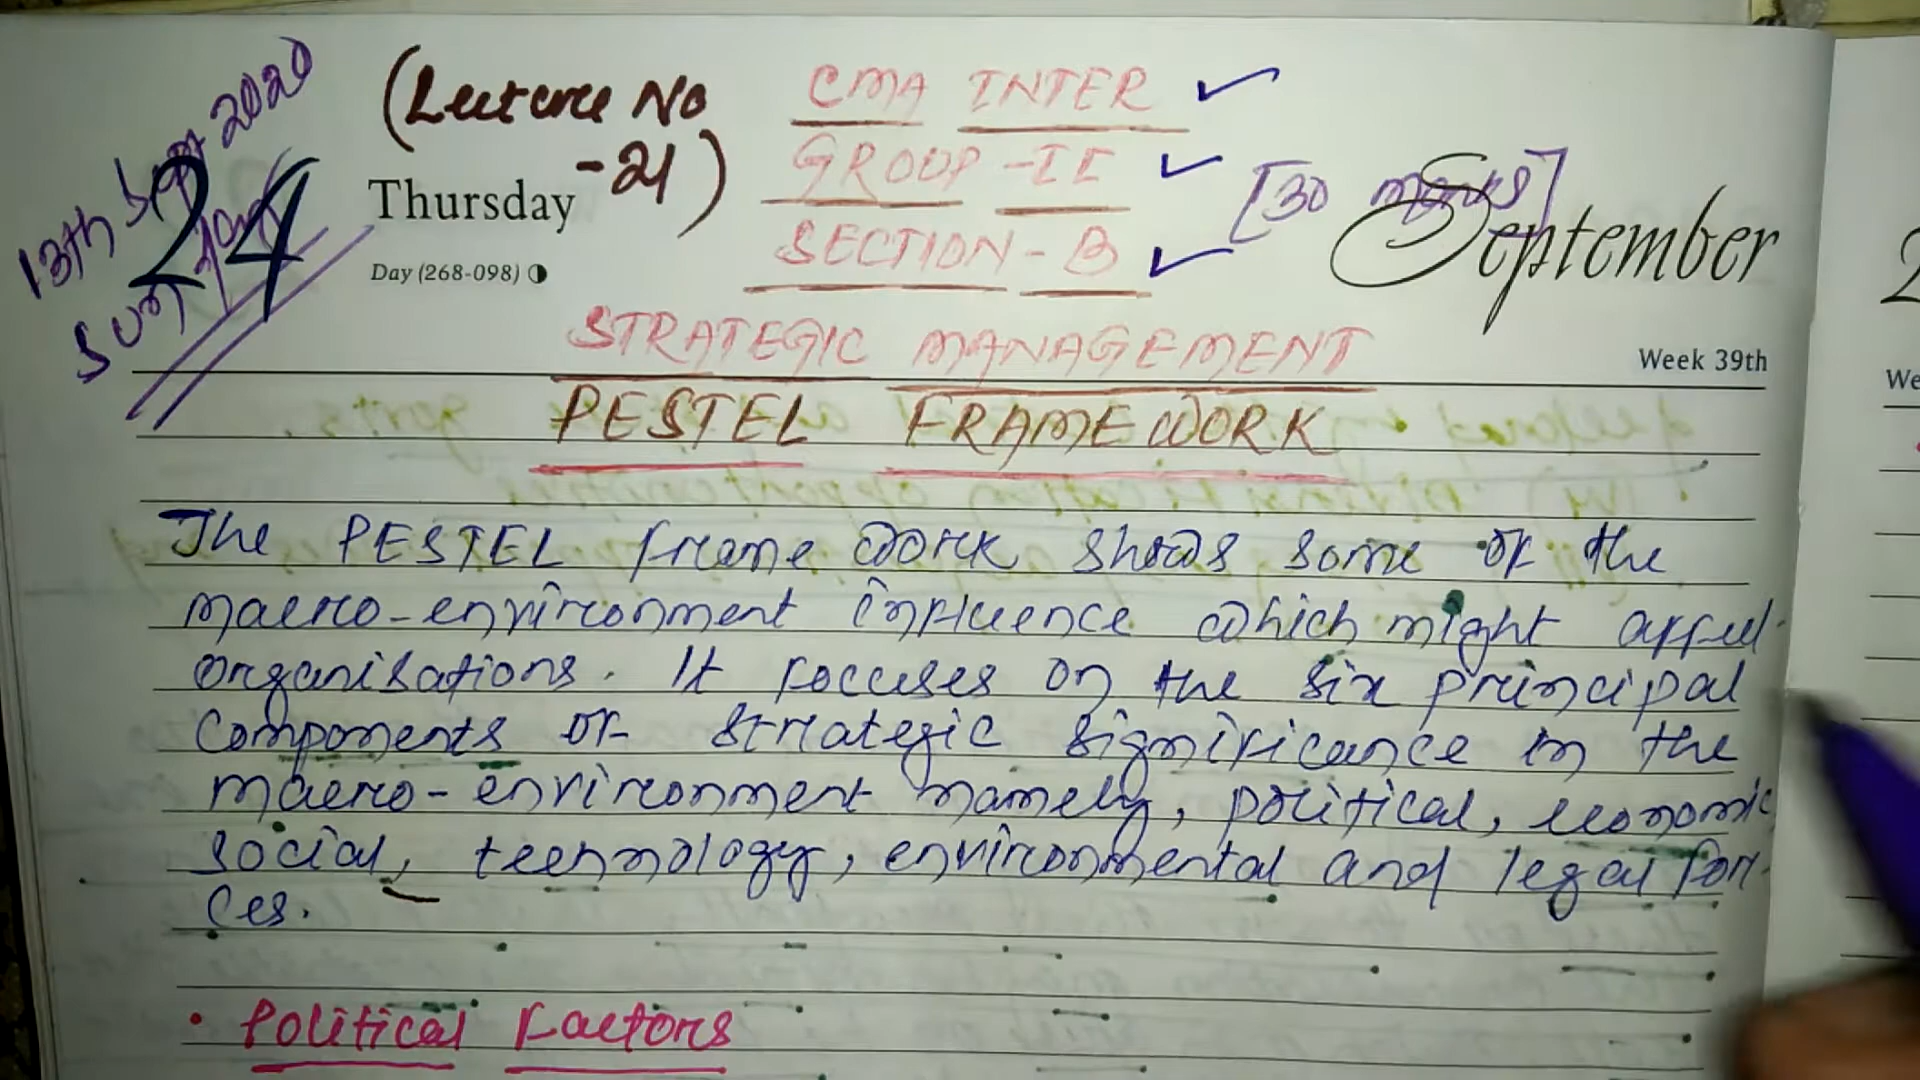 13th Sept 2020
Sunday
24
Thursday
Day (268-098)
(Lecture No
-21)
CMA INTER
GROUP-II
SECTION-B
[30 marks]
September
Week 39th
STRATEGIC MANAGEMENT
PESTEL FRAMEWORK
The PESTEL frame work shows some of the
macro-environment influence which might affect
organisations. It focuses on the six principal
components of strategic significance in the
macro-environment namely, political, economic
social, technology, environmental and legal for-
ces.
• Political Factors